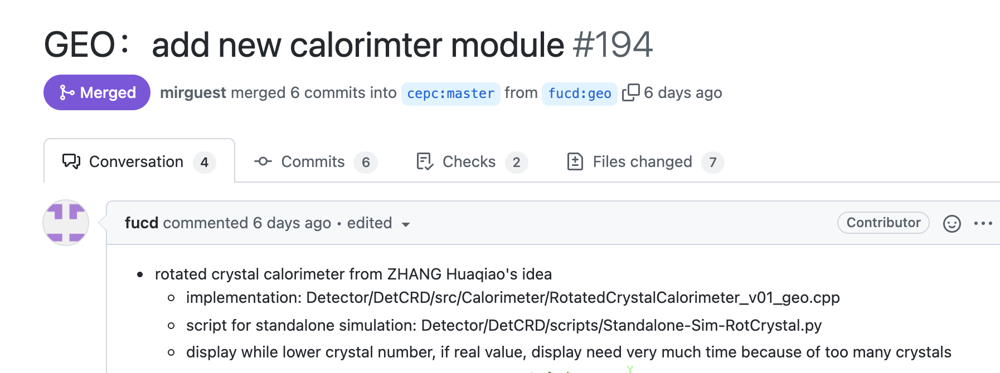 GEO： add new calorimter module #194
Merged mirguest merged 6 commits into cepc:master from fucd:geo 6 days ago
Conversation 4 Commits 6 Checks 2 Files changed 7
fucd commented 6 days ago • edited Contributor
• rotated crystal calorimeter from ZHANG Huaqiao's idea
◦ implementation: Detector/DetCRD/src/Calorimeter/RotatedCrystalCalorimeter_v01_geo.cpp
◦ script for standalone simulation: Detector/DetCRD/scripts/Standalone-Sim-RotCrystal.py
◦ display while lower crystal number, if real value, display need very much time because of too many crystals
Y